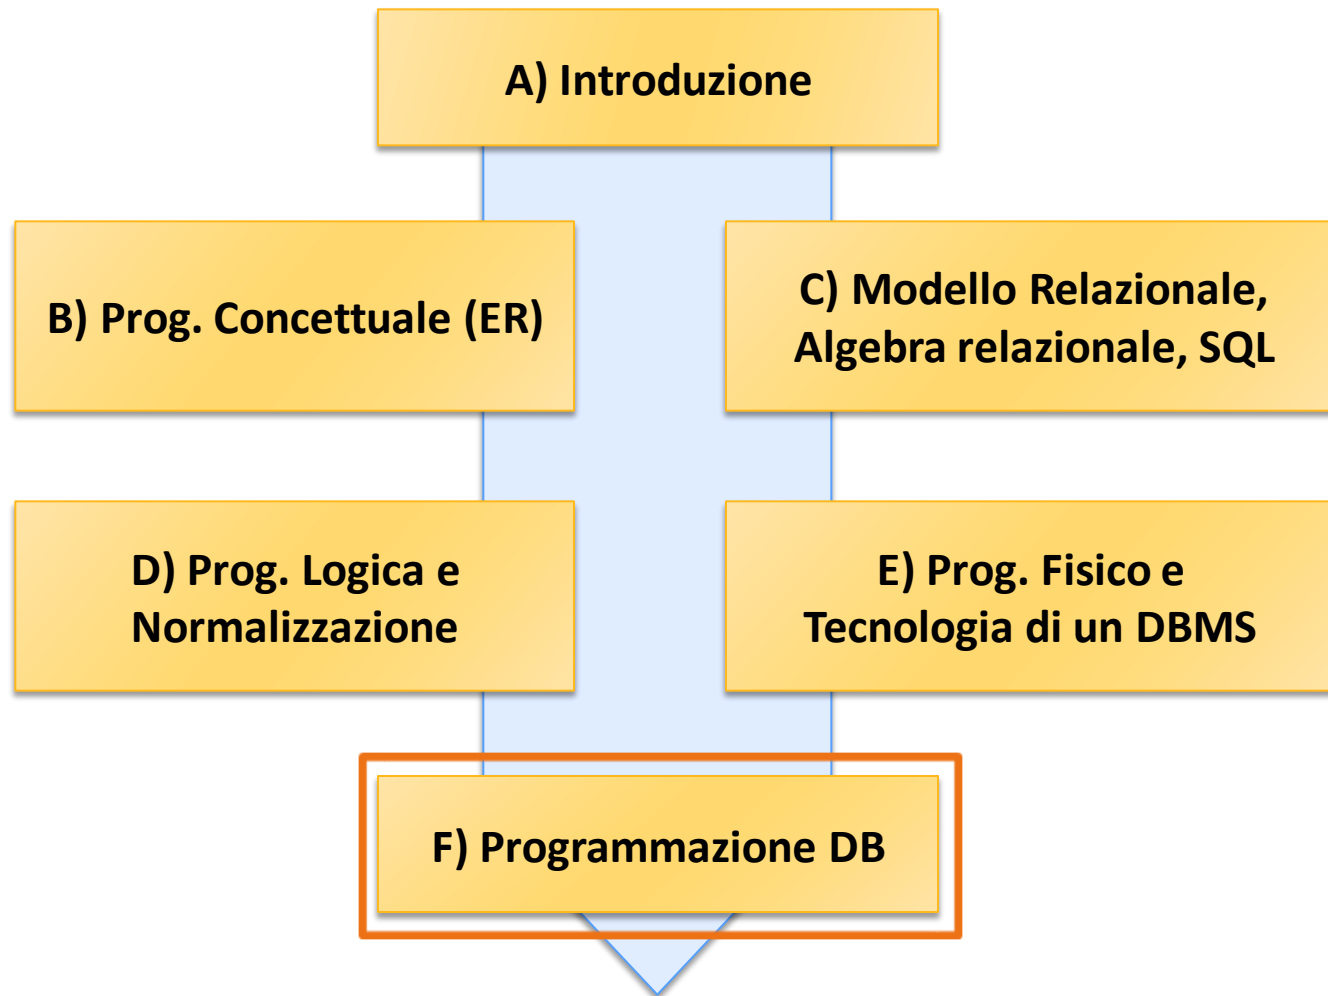 A) Introduzione
B) Prog. Concettuale (ER)
C) Modello Relazionale,
Algebra relazionale, SQL
D) Prog. Logica e
Normalizzazione
E) Prog. Fisico e
Tecnologia di un DBMS
F) Programmazione DB